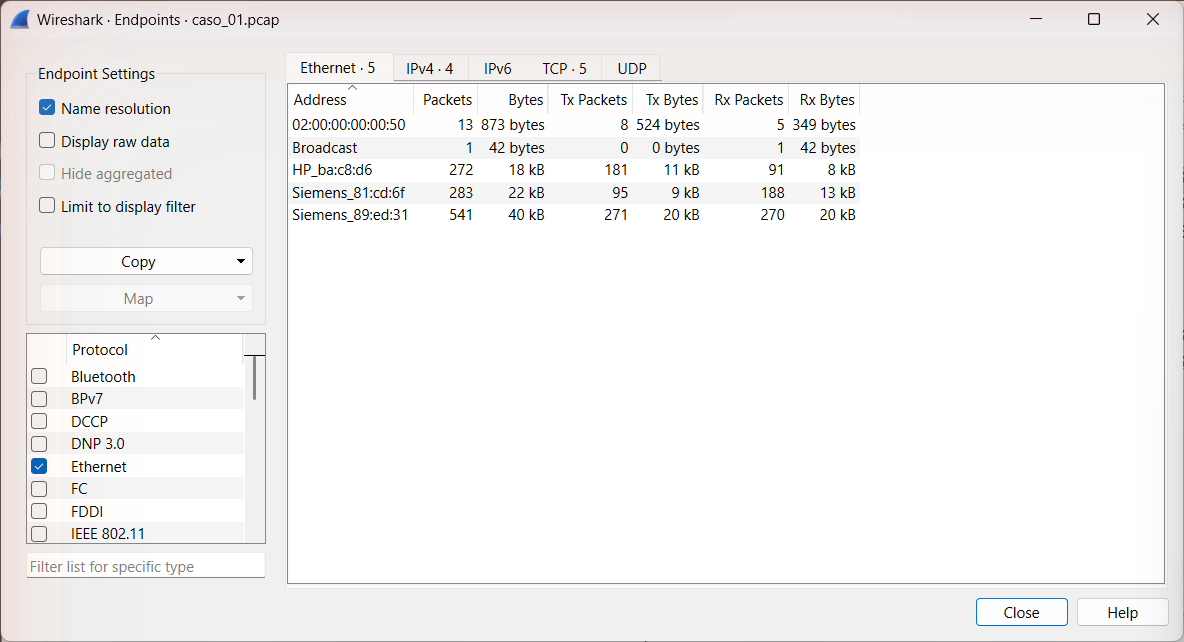 Wireshark · Endpoints · caso_01.pcap
Endpoint Settings
Name resolution
Display raw data
Hide aggregated
Limit to display filter
Copy
Map
Protocol
Bluetooth
BPv7
DCCP
DNP 3.0
Ethernet
FC
FDDI
IEEE 802.11
Filter list for specific type
Ethernet · 5 IPv4 · 4 IPv6 TCP · 5 UDP
Address Packets Bytes Tx Packets Tx Bytes Rx Packets Rx Bytes
02:00:00:00:00:50 13 873 bytes 8 524 bytes 5 349 bytes
Broadcast 1 42 bytes 0 0 bytes 1 42 bytes
HP_ba:c8:d6 272 18 kB 181 11 kB 91 8 kB
Siemens_81:cd:6f 283 22 kB 95 9 kB 188 13 kB
Siemens_89:ed:31 541 40 kB 271 20 kB 270 20 kB
Close Help